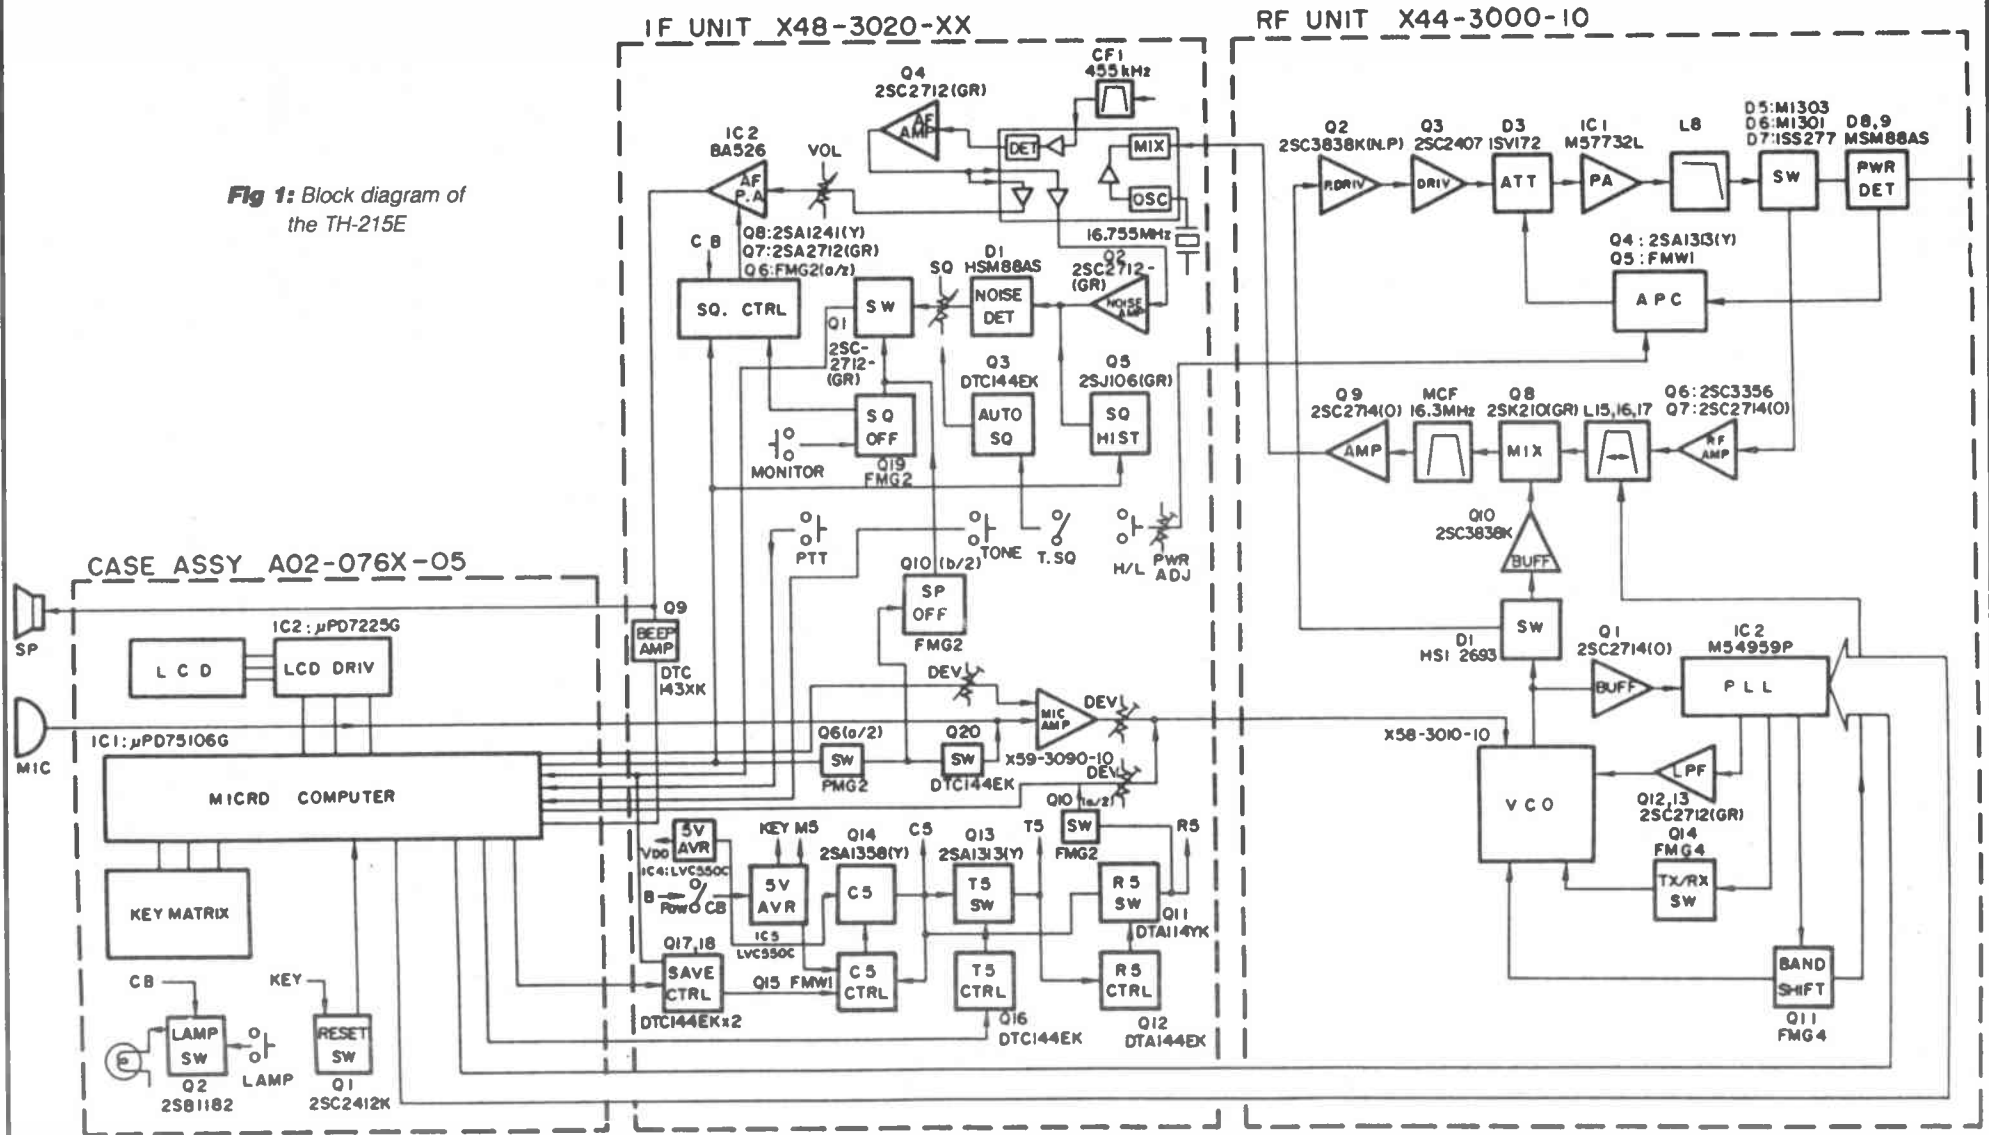 IF UNIT X48-3020-XX
RF UNIT X44-3000-10
Fig 1: Block diagram of
the TH-215E
CF1
455kHz
Q4
2SC2712(GR)
AF
AMP
DET
MIX
OSC
16.755MHz
IC2
BA526
AF
P.A
VOL
CB
Q8:2SA1241(Y)
Q7:2SA2712(GR)
Q6:FMG2(a/z)
SQ. CTRL
SW
Q1
2SC-
2712-
(GR)
SQ
D1
HSM88AS
NOISE
DET
Q2
2SC2712-
(GR)
NOISE
AMP
Q3
DTC144EK
AUTO
SQ
Q5
2SJ106(GR)
SQ
HIST
SQ
OFF
Q19
FMG2
MONITOR
PTT
TONE
T.SQ
H/L
PWR
ADJ
Q10 (b/2)
SP
OFF
FMG2
Q2
2SC3838K(N.P)
P.DRIV
Q3
2SC2407
DRIV
D3
1SV172
ATT
IC1
M57732L
PA
L8
D5:M1303
D6:M1301
D7:1SS277
SW
D8,9
MSM88AS
PWR
DET
Q4:2SA1313(Y)
Q5:FMW1
APC
Q9
2SC2714(O)
AMP
MCF
16.3MHz
Q8
2SK210(GR)
MIX
L15,16,17
Q6:2SC3356
Q7:2SC2714(O)
RF
AMP
Q10
2SC3838K
BUFF
SW
D1
HSI 2693
Q1
2SC2714(O)
BUFF
IC2
M54959P
PLL
X58-3010-10
VCO
LPF
Q12,13
2SC2712(GR)
Q14
FMG4
TX/RX
SW
BAND
SHIFT
Q11
FMG4
CASE ASSY A02-076X-05
SP
MIC
LCD
IC2:µPD7225G
LCD DRIV
IC1:µPD75106G
MICRD COMPUTER
KEY MATRIX
CB
LAMP
SW
Q2
2SB1182
LAMP
KEY
RESET
SW
Q1
2SC2412K
Q9
BEEP
AMP
DTC
143XK
DEV
MIC
AMP
DEV
X59-3090-10
DEV
Q6(a/2)
SW
PMG2
Q20
SW
DTC144EK
Q10 (a/2)
SW
FMG2
5V
AVR
VDD
IC4:LVC550C
B
Pow
CB
KEY M5
5V
AVR
IC5
LVC550C
Q14
2SA1358(Y)
C5
C5
Q13
2SA1313(Y)
T5
SW
T5
R5
SW
R5
Q11
DTA114YK
Q17,18
SAVE
CTRL
DTC144EKx2
Q15 FMW1
C5
CTRL
T5
CTRL
Q16
DTC144EK
R5
CTRL
Q12
DTA144EK